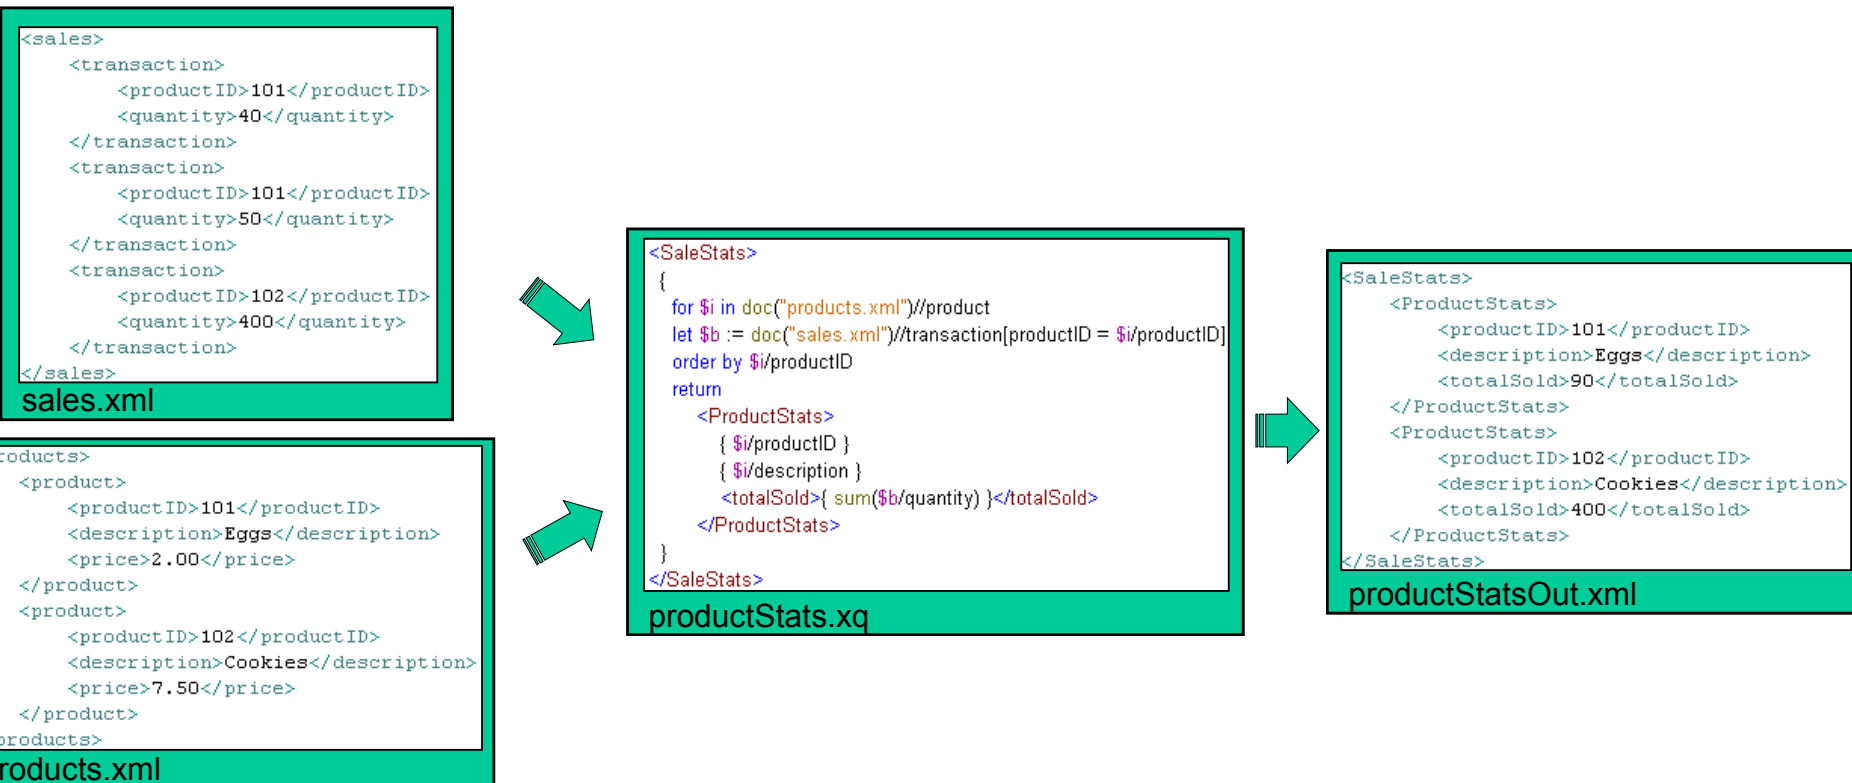 <sales>
    <transaction>
        <productID>101</productID>
        <quantity>40</quantity>
    </transaction>
    <transaction>
        <productID>101</productID>
        <quantity>50</quantity>
    </transaction>
    <transaction>
        <productID>102</productID>
        <quantity>400</quantity>
    </transaction>
</sales>
sales.xml
roducts>
  <product>
      <productID>101</productID>
      <description>Eggs</description>
      <price>2.00</price>
  </product>
  <product>
      <productID>102</productID>
      <description>Cookies</description>
      <price>7.50</price>
  </product>
products>
roducts.xml
<SaleStats>
 {
  for $i in doc("products.xml")//product
  let $b := doc("sales.xml")//transaction[productID = $i/productID]
  order by $i/productID
  return
    <ProductStats>
      { $i/productID }
      { $i/description }
      <totalSold>{ sum($b/quantity) }</totalSold>
    </ProductStats>
 }
</SaleStats>
productStats.xq
<SaleStats>
    <ProductStats>
        <productID>101</productID>
        <description>Eggs</description>
        <totalSold>90</totalSold>
    </ProductStats>
    <ProductStats>
        <productID>102</productID>
        <description>Cookies</description>
        <totalSold>400</totalSold>
    </ProductStats>
</SaleStats>
productStatsOut.xml